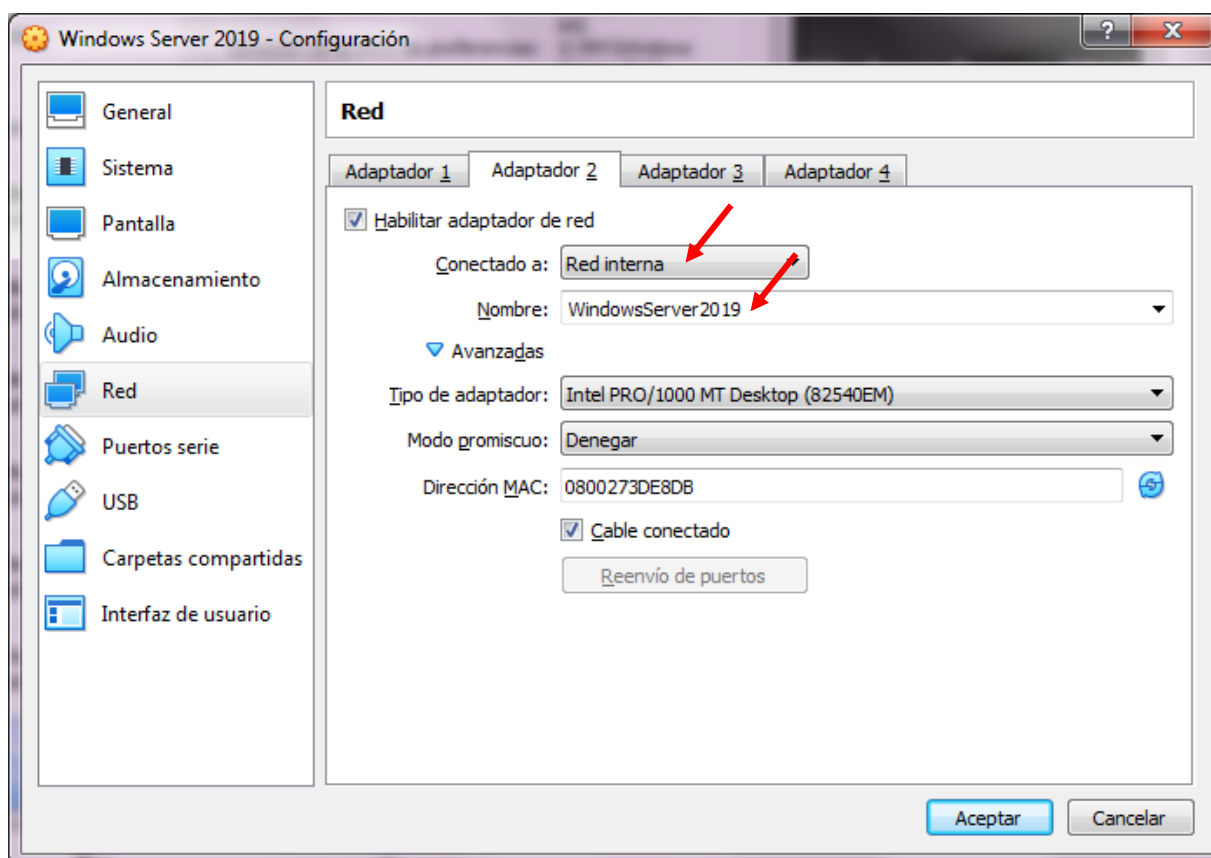 Windows Server 2019 - Configuración
?
X
General
Sistema
Pantalla
Almacenamiento
Audio
Red
Puertos serie
USB
Carpetas compartidas
Interfaz de usuario
Red
Adaptador 1 Adaptador 2 Adaptador 3 Adaptador 4
Habilitar adaptador de red
Conectado a: Red interna
Nombre: WindowsServer2019
Avanzadas
Tipo de adaptador: Intel PRO/1000 MT Desktop (82540EM)
Modo promiscuo: Denegar
Dirección MAC: 0800273DE8DB
Cable conectado
Reenvío de puertos
Aceptar Cancelar